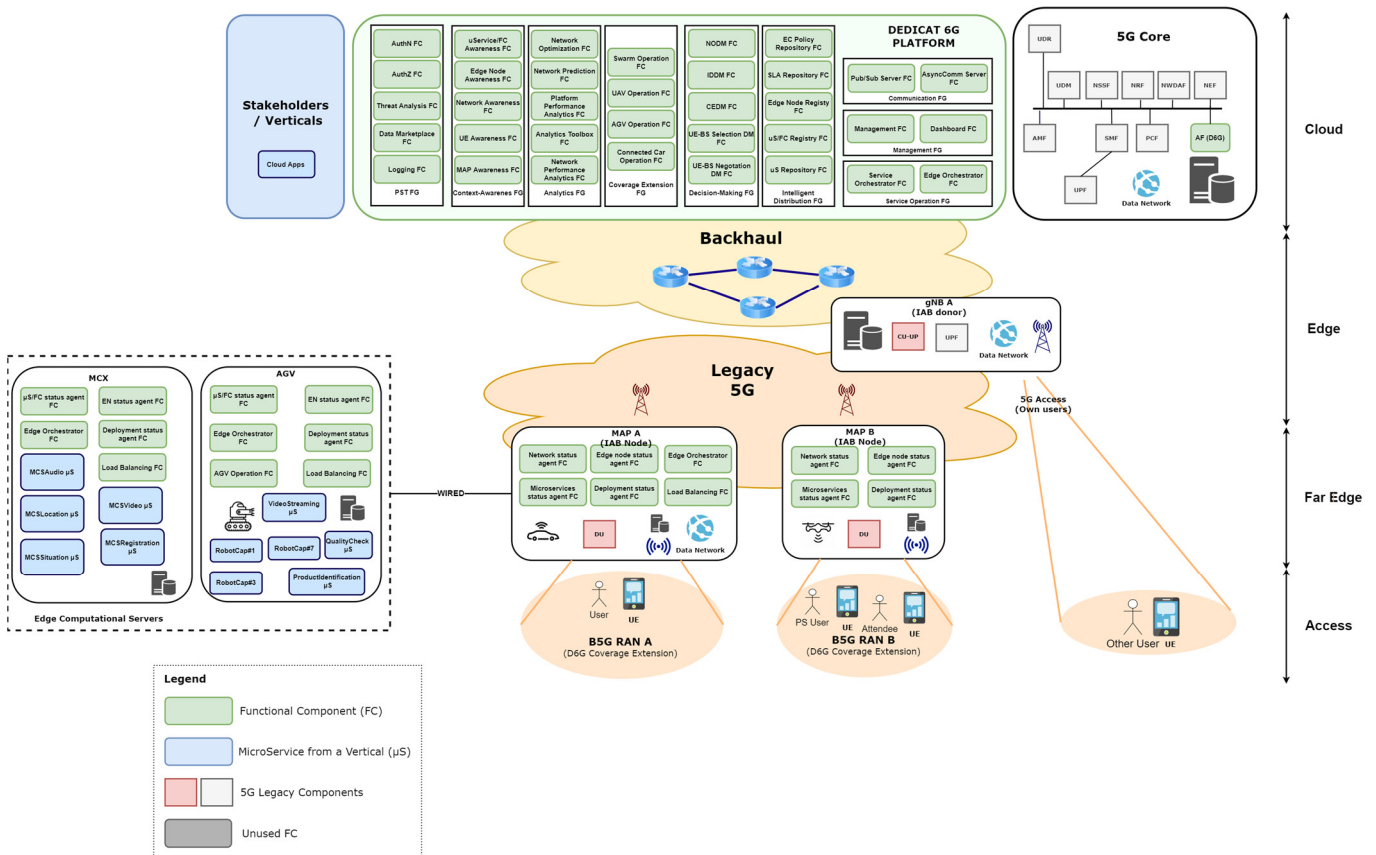 Stakeholders
/ Verticals
Cloud Apps
AuthN FC
AuthZ FC
Threat Analysis FC
Data Marketplace
FC
Logging FC
PST FG
uService/FC
Awareness FC
Edge Node
Awareness FC
Network Awareness
FC
UE Awareness FC
MAP Awareness FC
Context-Awarenes FG
Network
Optimization FC
Network Prediction
FC
Platform
Performance
Analytics FC
Analytics Toolbox
FC
Network
Performance
Analytics FC
Analytics FG
Swarm Operation
FC
UAV Operation FC
AGV Operation FC
Connected Car
Operation FC
Coverage Extension
FG
NODM FC
IDDM FC
CEDM FC
UE-BS Selection DM
FC
UE-BS Negotation
DM FC
Decision-Making FG
EC Policy
Repository FC
SLA Repository FC
Edge Node Registy
FC
uS/FC Registry FC
uS Repository FC
Intelligent
Distribution FG
DEDICAT 6G
PLATFORM
Pub/Sub Server FC
AsyncComm Server
FC
Communication FG
Management FC
Dashboard FC
Management FG
Service
Orchestrator FC
Edge Orchestrator
FC
Service Operation FG
5G Core
UDR
UDM
NSSF
NRF
NWDAF
NEF
AMF
SMF
PCF
AF (D6G)
UPF
Data Network
Cloud
Backhaul
gNB A
(IAB donor)
CU-UP
UPF
Data Network
Edge
Legacy
5G
5G Access
(Own users)
MCX
µS/FC status agent
FC
EN status agent FC
Edge Orchestrator
FC
Deployment status
agent FC
MCSAudio µS
Load Balancing FC
MCSLocation µS
MCSVideo µS
MCSSituation µS
MCSRegistration
µS
AGV
µS/FC status agent
FC
EN status agent FC
Edge Orchestrator
FC
Deployment status
agent FC
AGV Operation FC
Load Balancing FC
VideoStreaming
µS
RobotCap#1
RobotCap#7
QualityCheck
µS
RobotCap#3
ProductIdentification
µS
Edge Computational Servers
WIRED
MAP A
(IAB Node)
Network status
agent FC
Edge node status
agent FC
Edge Orchestrator
FC
Microservices
status agent FC
Deployment status
agent FC
Load Balancing FC
DU
Data Network
MAP B
(IAB Node)
Network status
agent FC
Edge node status
agent FC
Microservices
status agent FC
Deployment status
agent FC
DU
Far Edge
User
UE
B5G RAN A
(D6G Coverage Extension)
PS User
UE
Attendee
UE
B5G RAN B
(D6G Coverage Extension)
Other User
UE
Access
Legend
Functional Component (FC)
MicroService from a Vertical (µS)
5G Legacy Components
Unused FC